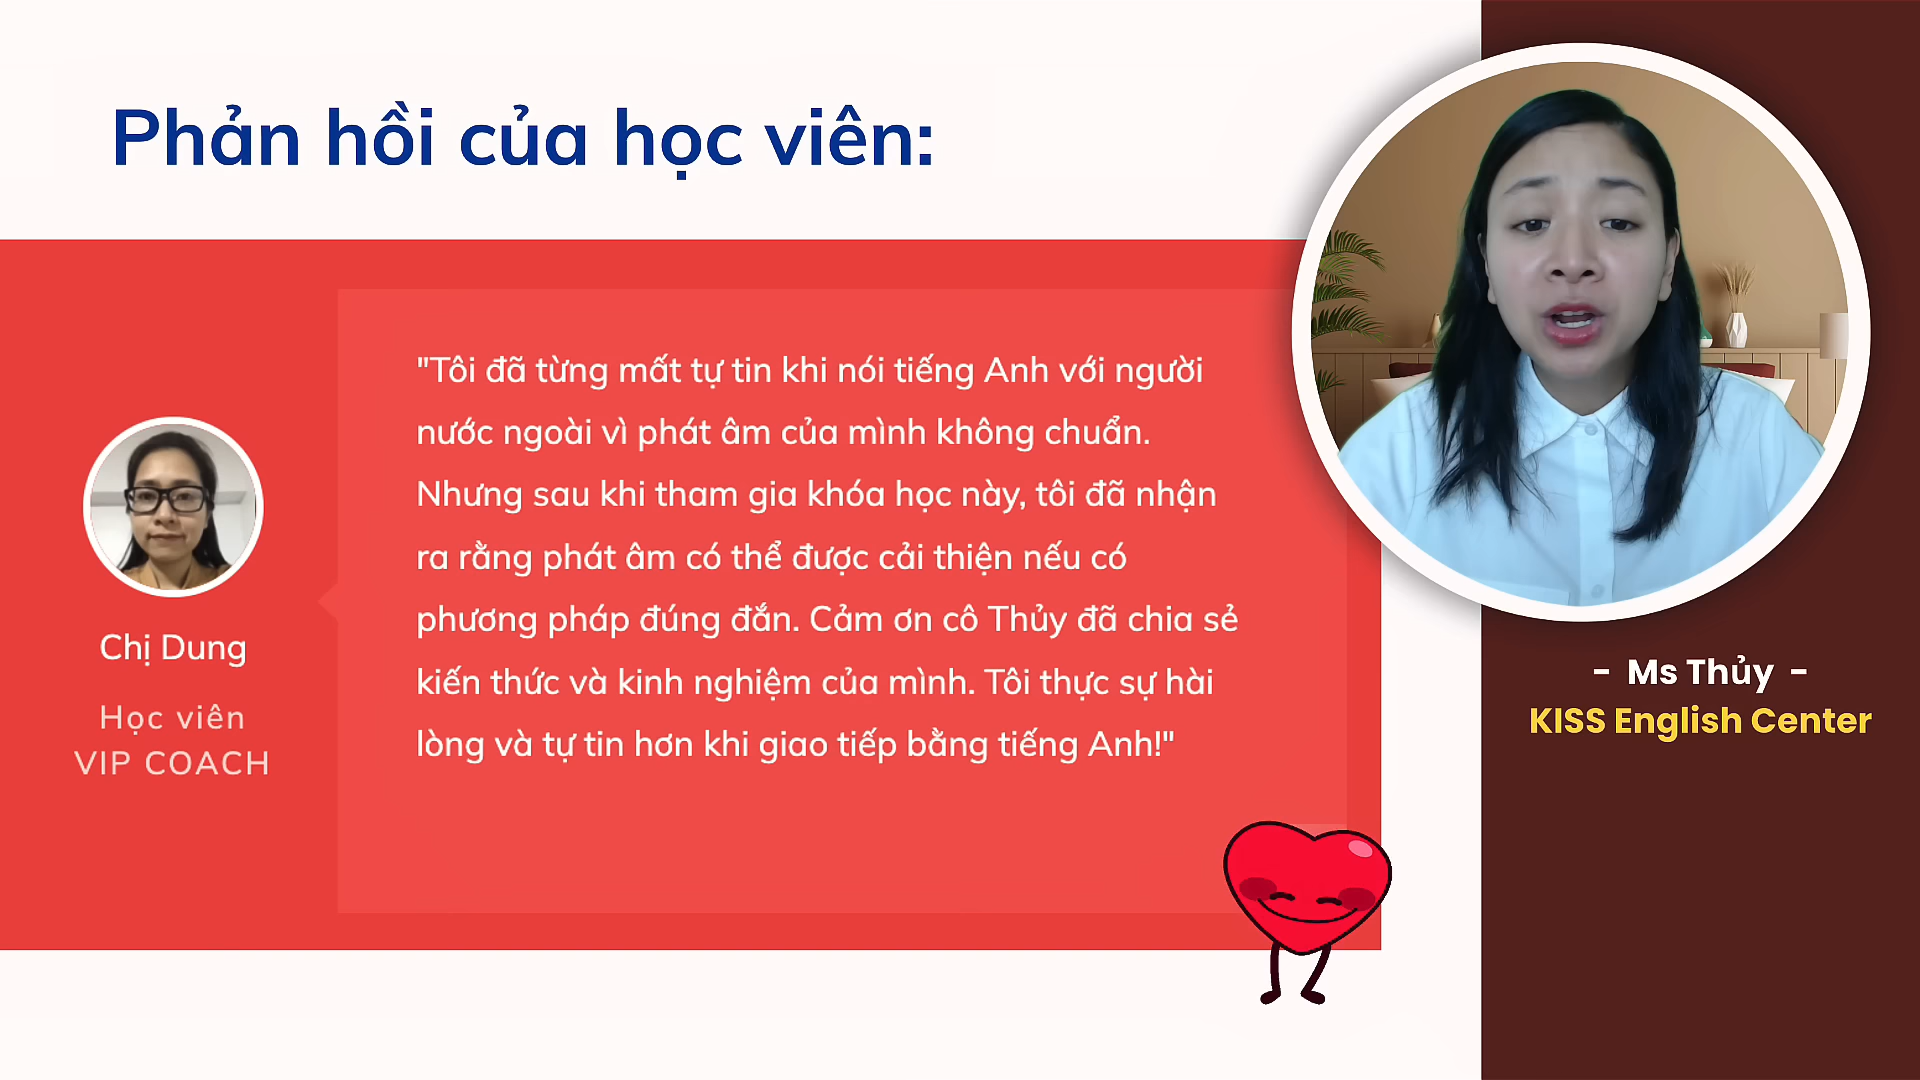 Phản hồi của học viên:
"Tôi đã từng mất tự tin khi nói tiếng Anh với người
nước ngoài vì phát âm của mình không chuẩn.
Nhưng sau khi tham gia khóa học này, tôi đã nhận
ra rằng phát âm có thể được cải thiện nếu có
phương pháp đúng đắn. Cảm ơn cô Thủy đã chia sẻ
kiến thức và kinh nghiệm của mình. Tôi thực sự hài
lòng và tự tin hơn khi giao tiếp bằng tiếng Anh!"
Chị Dung
Học viên
VIP COACH
- Ms Thủy -
KISS English Center